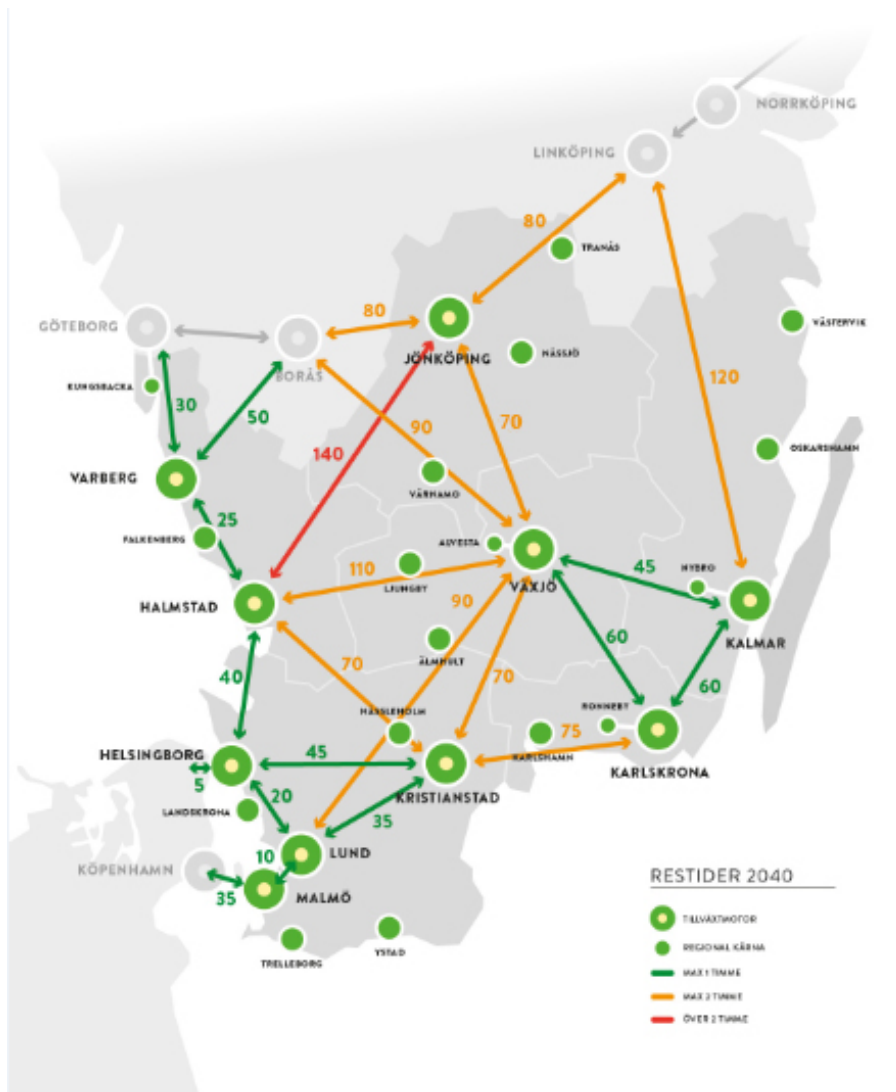 NORRKÖPING
LINKÖPING
80
TRANÅS
GÖTEBORG
80
VÄSTERVIK
JÖNKÖPING
NÄSSJÖ
BORÅS
KUNGSBACKA
120
30
50
90
70
OSKARSHAMN
140
VARBERG
VÄRNAMO
25
FALKENBERG
ALVESTA
110
45
NYBRO
LJUNGBY
VÄXJÖ
HALMSTAD
90
60
KALMAR
ÄLMHULT
70
70
60
40
HÄSSLEHOLM
RONNEBY
75
HELSINGBORG
45
KARLSHAMN
KARLSKRONA
5
20
KRISTIANSTAD
LANDSKRONA
35
10
LUND
KÖPENHAMN
35
MALMÖ
RESTIDER 2040
TILLVÄXTMOTOR
REGIONAL KÄRNA
YSTAD
TRELLEBORG
MAX 1 TIMME
MAX 2 TIMME
ÖVER 2 TIMME